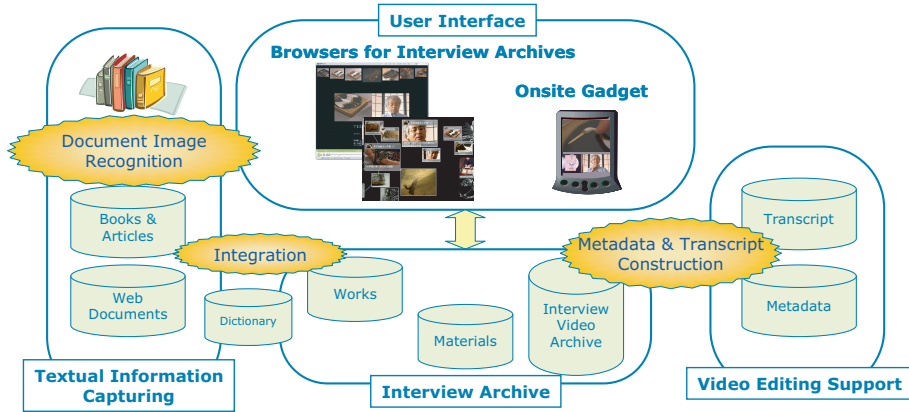 User Interface
Browsers for Interview Archives
Onsite Gadget
Document Image
Recognition
Books &
Articles
Web
Documents
Integration
Dictionary
Works
Materials
Interview
Video
Archive
Metadata & Transcript
Construction
Transcript
Metadata
Textual Information
Capturing
Interview Archive
Video Editing Support